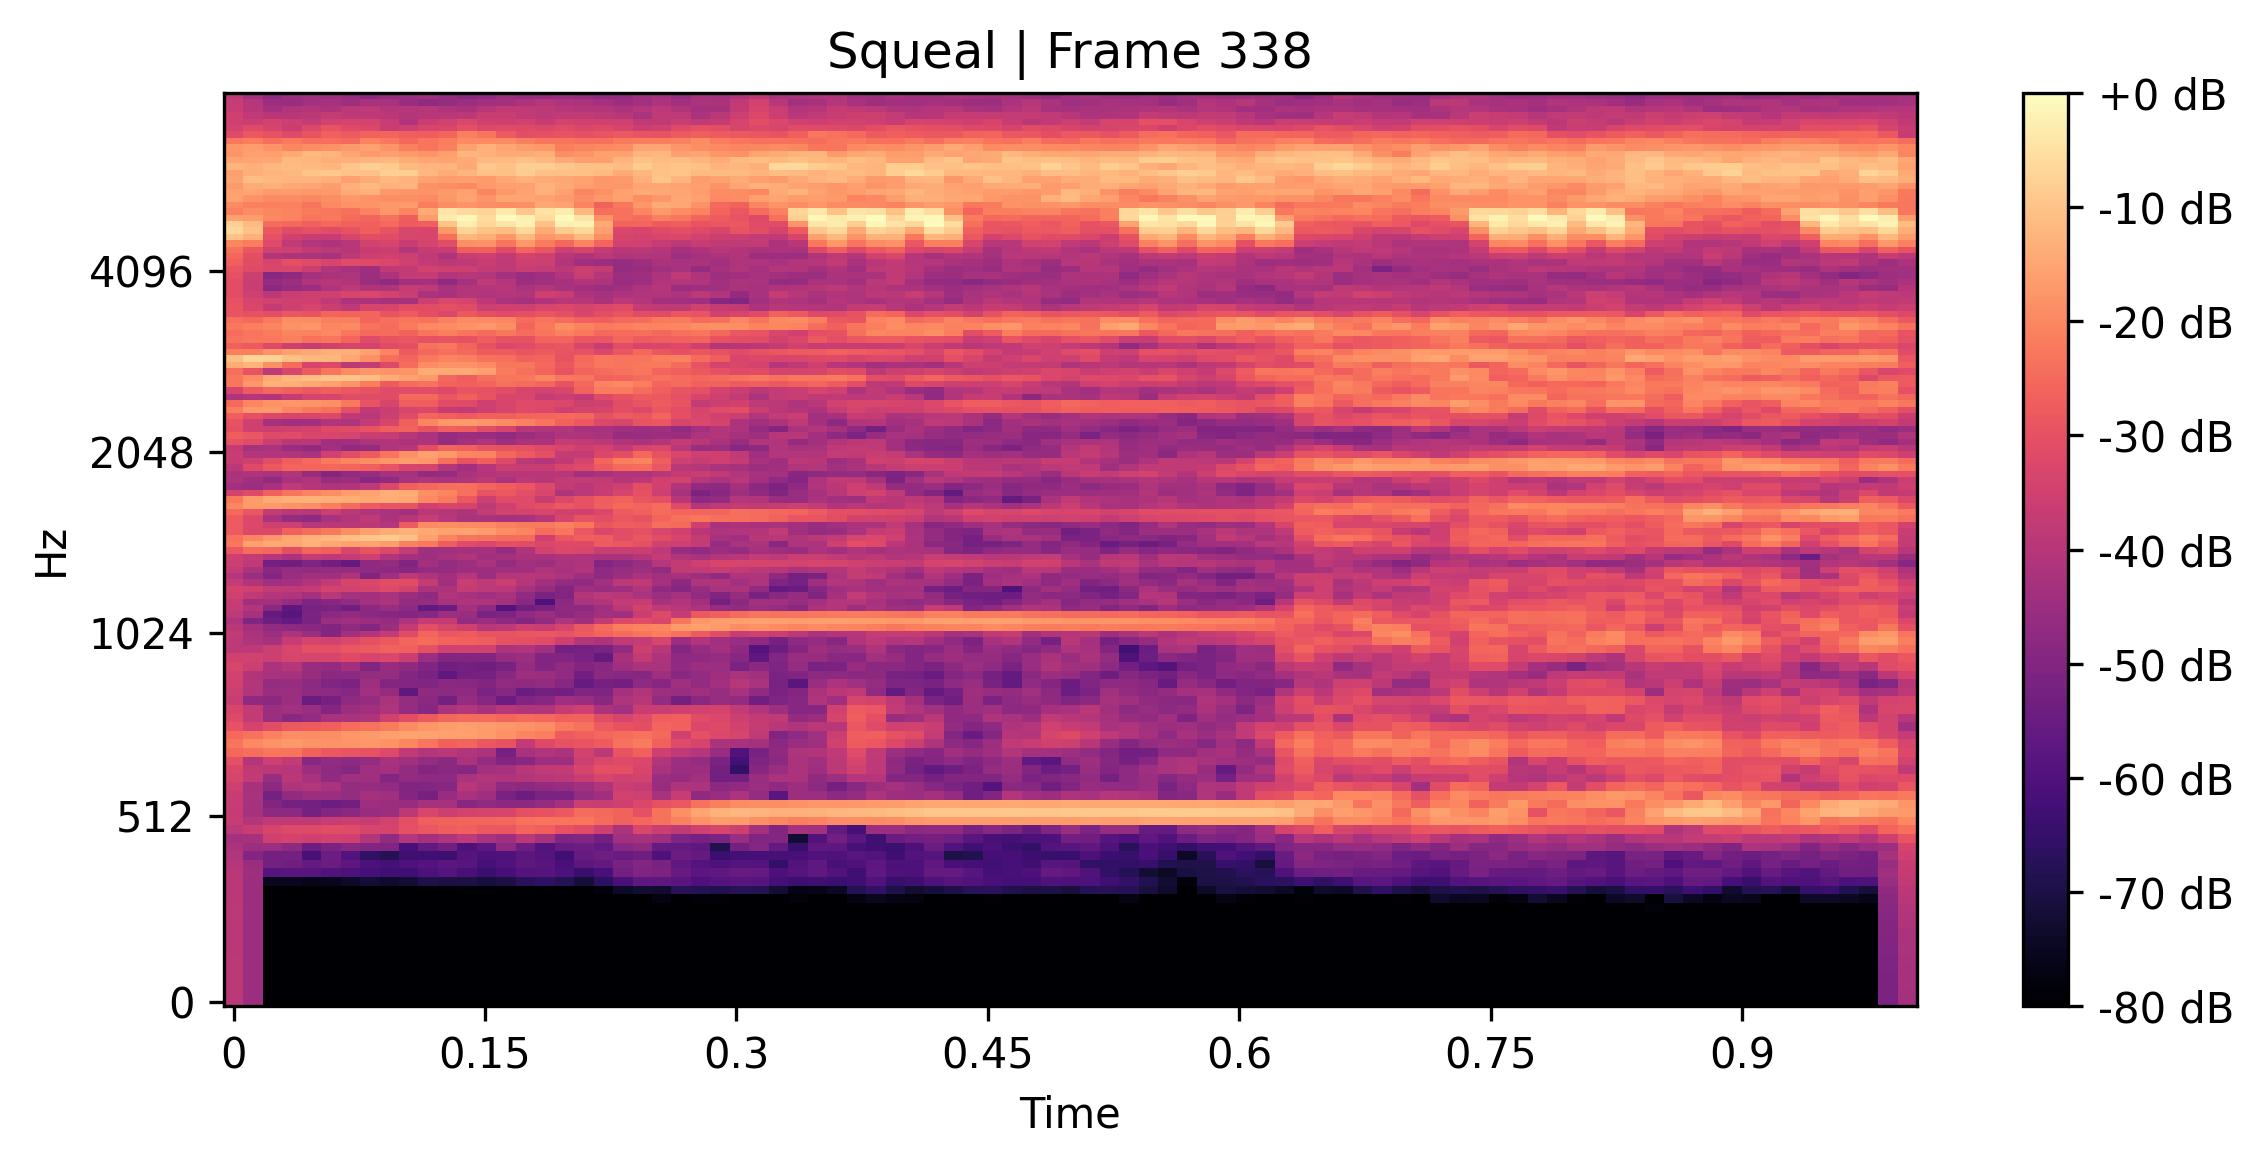 Squeal | Frame 338
+0 dB
-10 dB
-20 dB
-30 dB
-40 dB
-50 dB
-60 dB
-70 dB
-80 dB
Hz
4096
2048
1024
512
0
0 0.15 0.3 0.45 0.6 0.75 0.9
Time